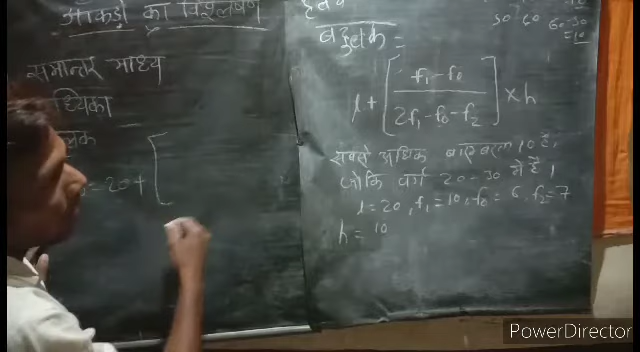 आंकड़ों का विश्लेषण
समान्तर माध्य
= 20 +
बहुलक =
l + [ f₁ - f₀ / 2f₁ - f₀ - f₂ ] × h
सबसे अधिक बारंबारता 10 है,
जोकि वर्ग 20 - 30 में है।
l = 20, f₁ = 10, f₀ = 6, f₂ = 7
h = 10
50 - 60
PowerDirector